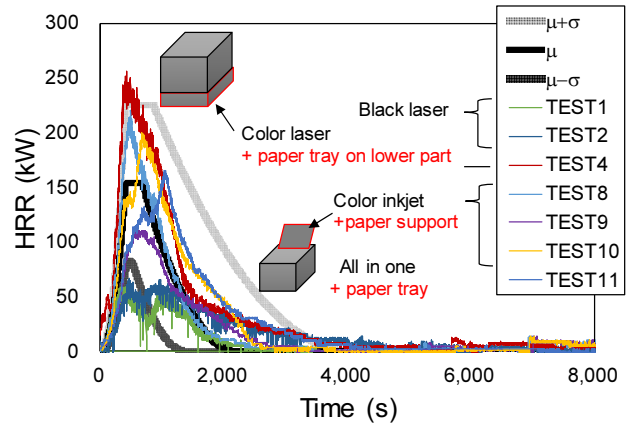 300
250
200
150
100
50
0
HRR (kW)
0
2,000
4,000
6,000
8,000
Time (s)
Color laser
+ paper tray on lower part
Black laser
Color inkjet
+paper support
All in one
+ paper tray
μ+σ
μ
μ−σ
TEST1
TEST2
TEST4
TEST8
TEST9
TEST10
TEST11